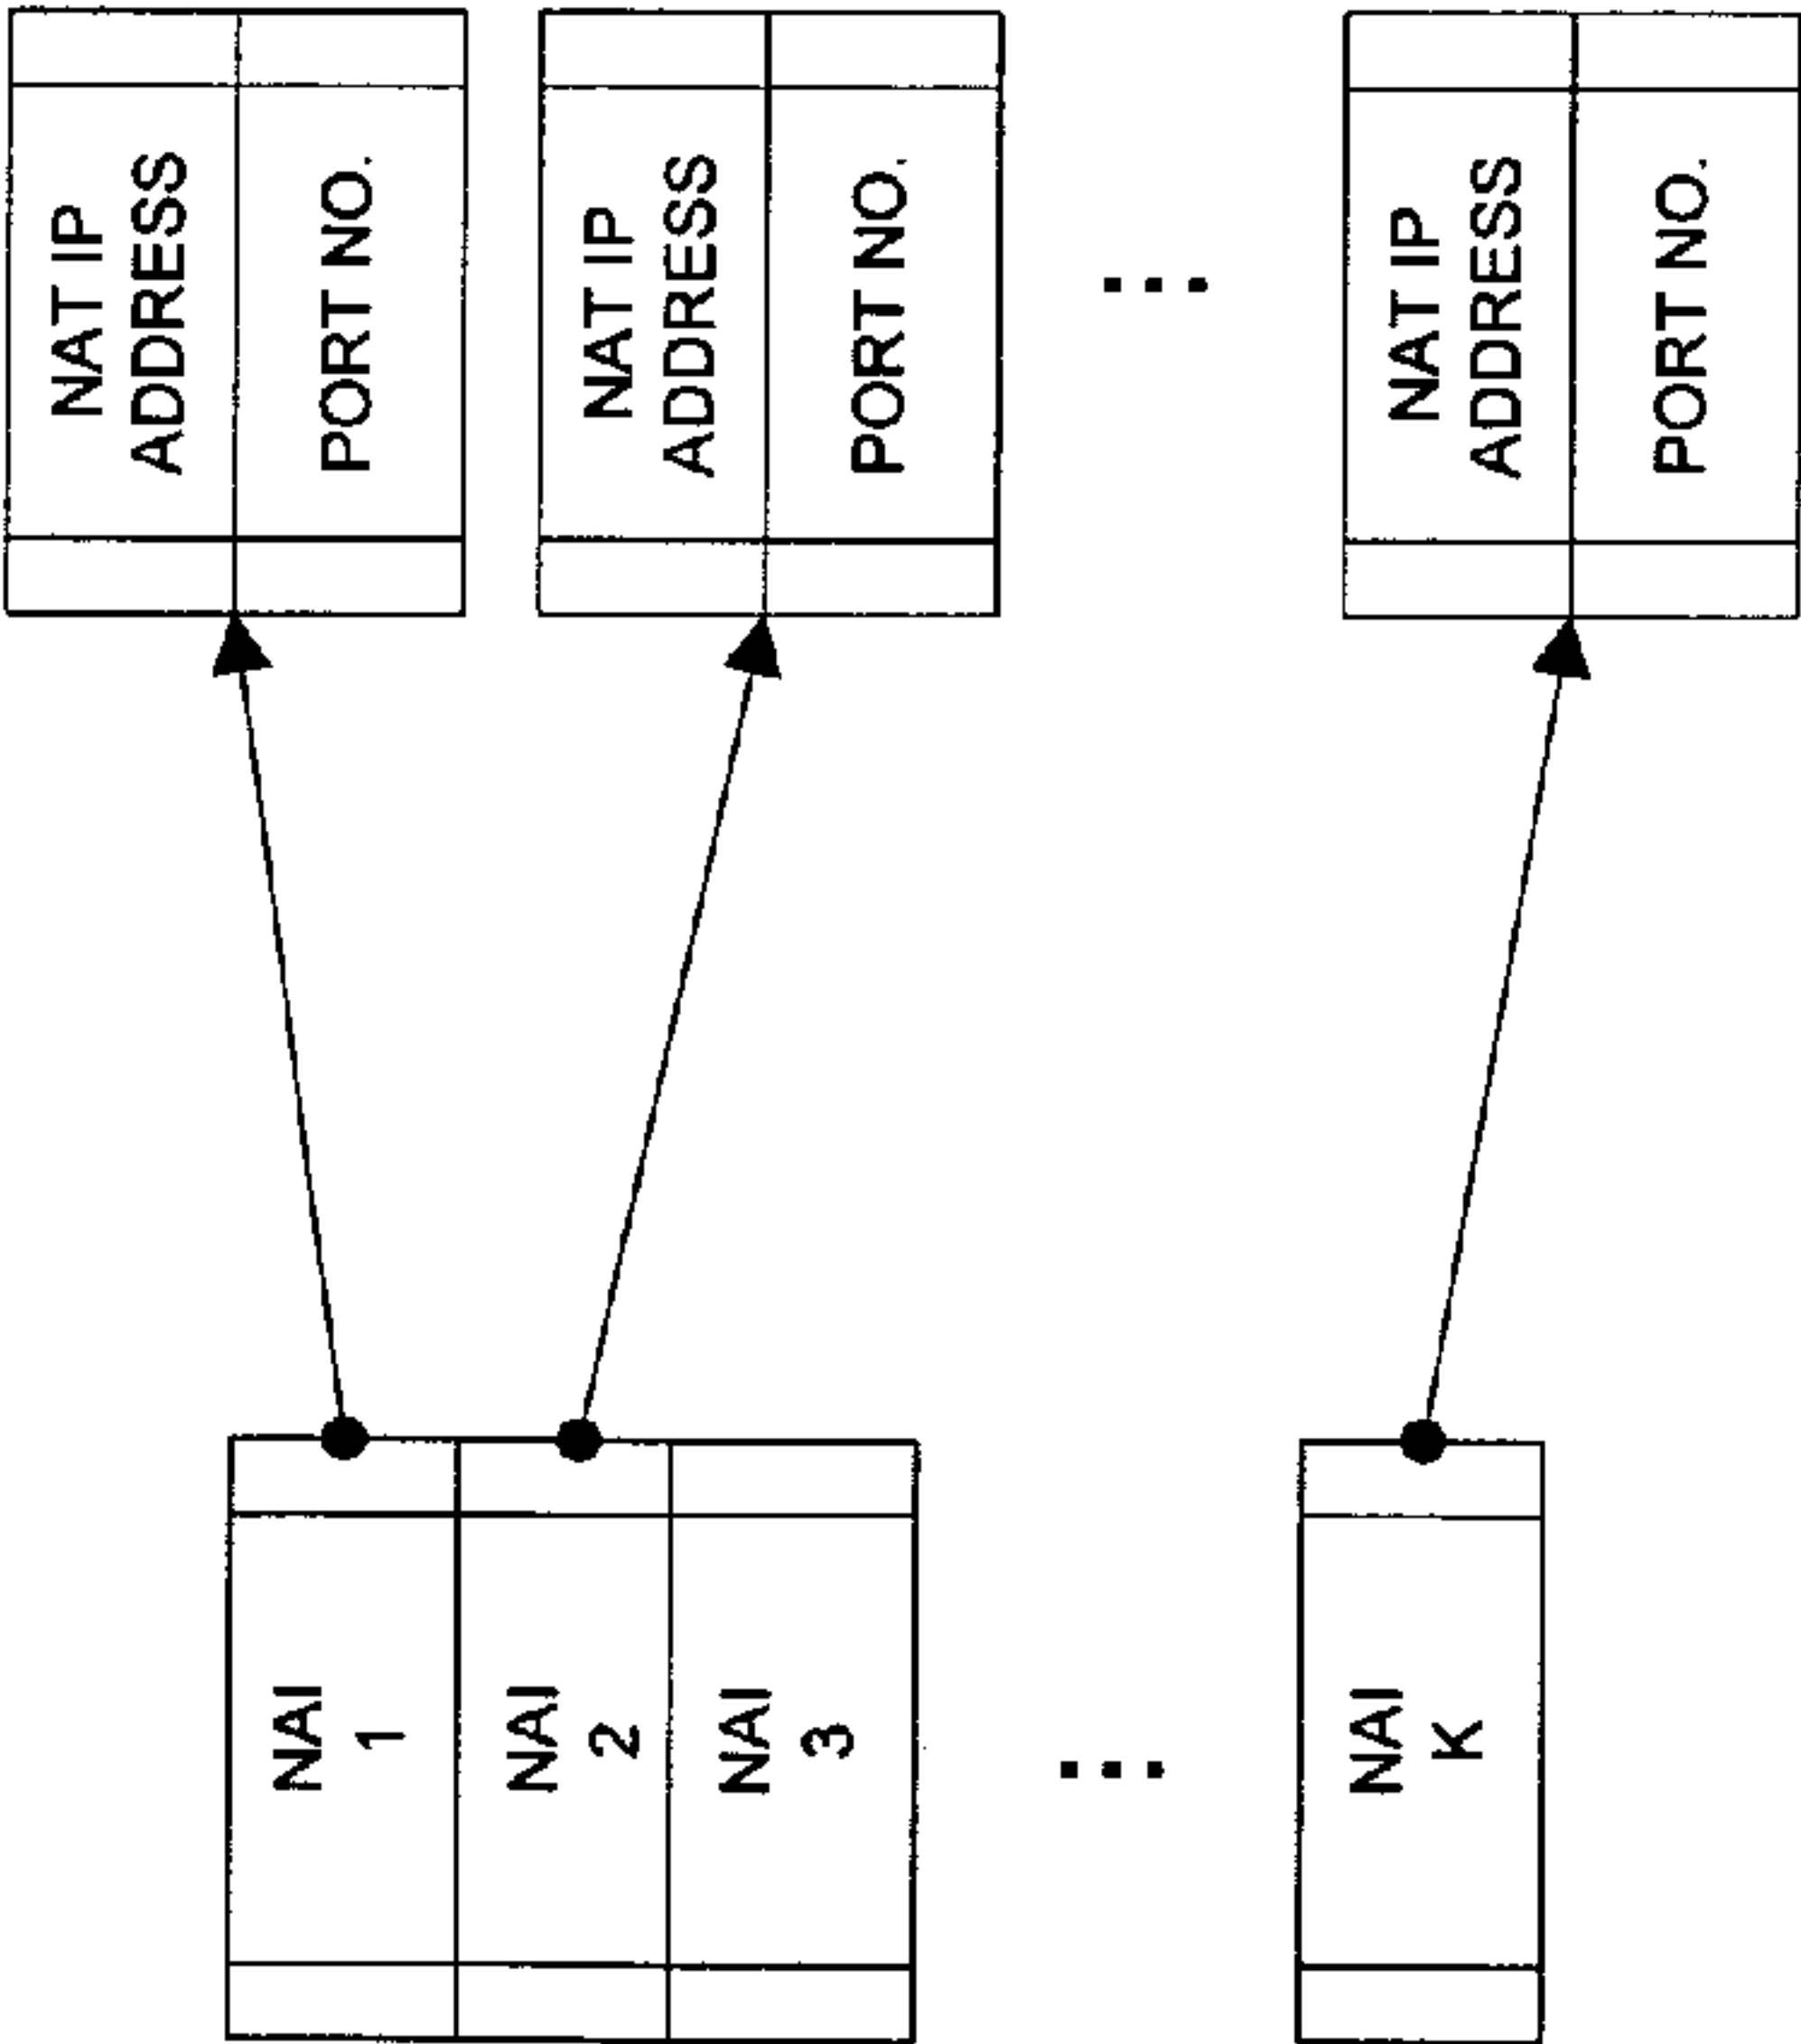 NAI
1
NAI
2
NAI
3
...
NAI
K
NAT IP
ADDRESS
PORT NO.
NAT IP
ADDRESS
PORT NO.
...
NAT IP
ADDRESS
PORT NO.